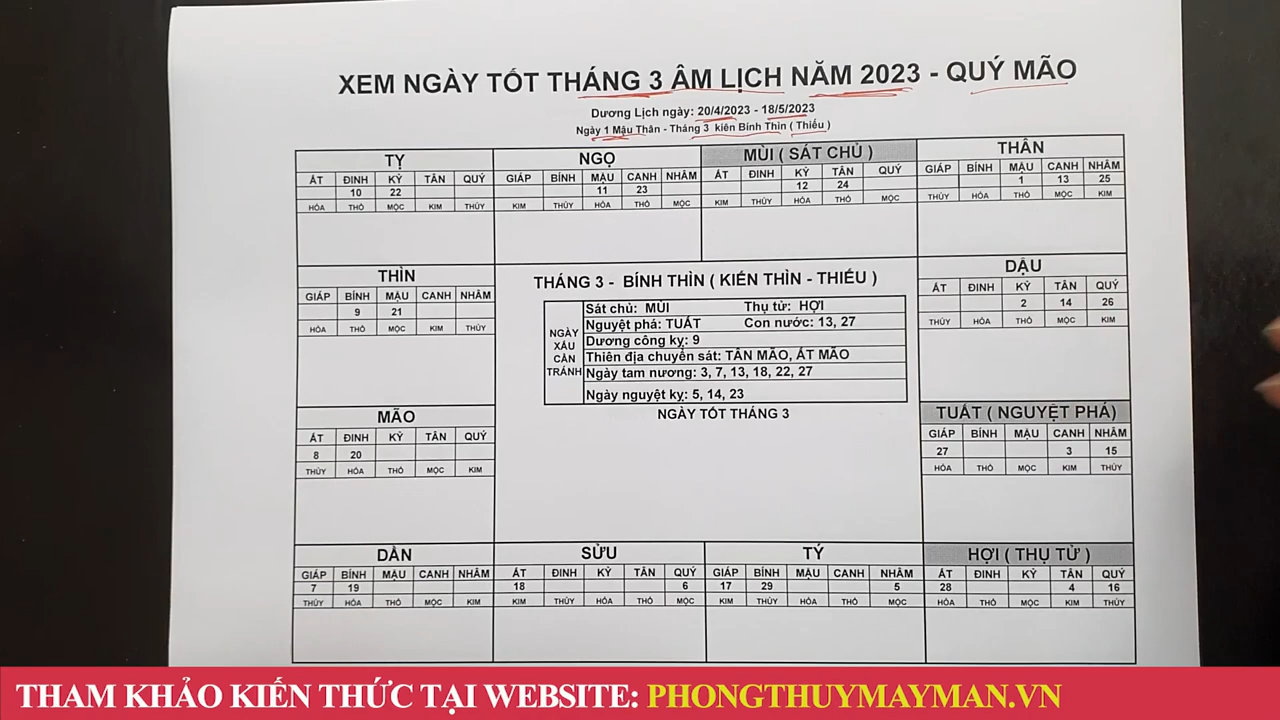 XEM NGÀY TỐT THÁNG 3 ÂM LỊCH NĂM 2023 - QUÝ MÃO
Dương Lịch ngày: 20/4/2023 - 18/5/2023
Ngày 1 Mậu Thân - Tháng 3 kiến Bính Thìn ( Thiếu )
TỴ
ẤT ĐINH KỶ TÂN QUÝ
10 22
HỎA THỔ MỘC KIM THỦY
NGỌ
GIÁP BÍNH MẬU CANH NHÂM
11 23
KIM THỦY HỎA THỔ MỘC
MÙI ( SÁT CHỦ )
ẤT ĐINH KỶ TÂN QUÝ
12 24
KIM THỦY HỎA THỔ MỘC
THÂN
GIÁP BÍNH MẬU CANH NHÂM
1 13 25
THỦY HỎA THỔ MỘC KIM
THÌN
GIÁP BÍNH MẬU CANH NHÂM
9 21
HỎA THỔ MỘC KIM THỦY
THÁNG 3 - BÍNH THÌN ( KIẾN THÌN - THIẾU )
NGÀY XẤU CẦN TRÁNH
Sát chủ: MÙI Thụ tử: HỢI
Nguyệt phá: TUẤT Con nước: 13, 27
Dương công kỵ: 9
Thiên địa chuyển sát: TÂN MÃO, ẤT MÃO
Ngày tam nương: 3, 7, 13, 18, 22, 27
Ngày nguyệt kỵ: 5, 14, 23
NGÀY TỐT THÁNG 3
DẬU
ẤT ĐINH KỶ TÂN QUÝ
2 14 26
THỦY HỎA THỔ MỘC KIM
MÃO
ẤT ĐINH KỶ TÂN QUÝ
8 20
THỦY HỎA THỔ MỘC KIM
TUẤT ( NGUYỆT PHÁ)
GIÁP BÍNH MẬU CANH NHÂM
27 3 15
HỎA THỔ MỘC KIM THỦY
DẦN
GIÁP BÍNH MẬU CANH NHÂM
7 19
THỦY HỎA THỔ MỘC KIM
SỬU
ẤT ĐINH KỶ TÂN QUÝ
18 6
KIM THỦY HỎA THỔ MỘC
TÝ
GIÁP BÍNH MẬU CANH NHÂM
17 29 5
KIM THỦY HỎA THỔ MỘC
HỢI ( THỤ TỬ )
ẤT ĐINH KỶ TÂN QUÝ
28 4 16
HỎA THỔ MỘC KIM THỦY
THAM KHẢO KIẾN THỨC TẠI WEBSITE: PHONGTHUYMAYMAN.VN